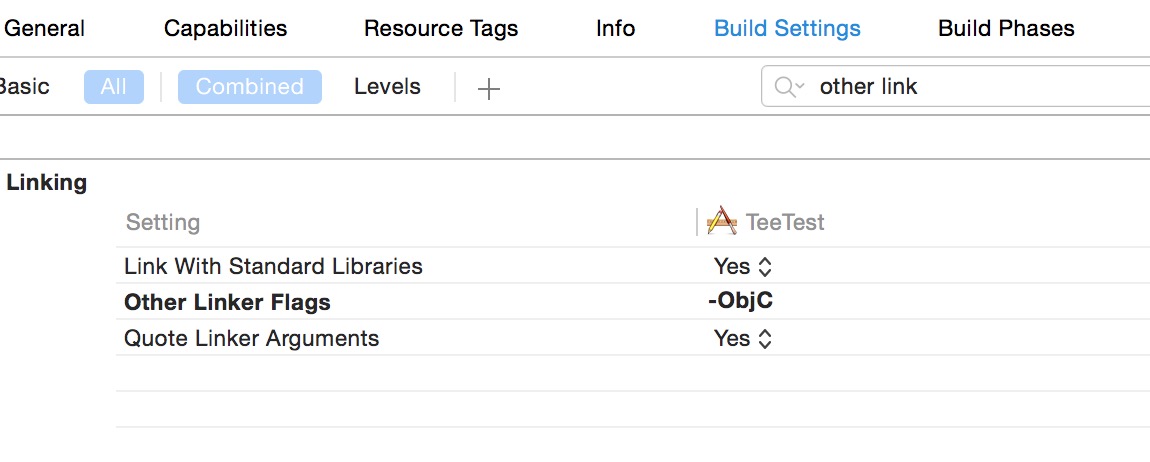 General Capabilities Resource Tags Info Build Settings Build Phases
Basic All Combined Levels + other link
Linking
Setting TeeTest
Link With Standard Libraries Yes
Other Linker Flags -ObjC
Quote Linker Arguments Yes